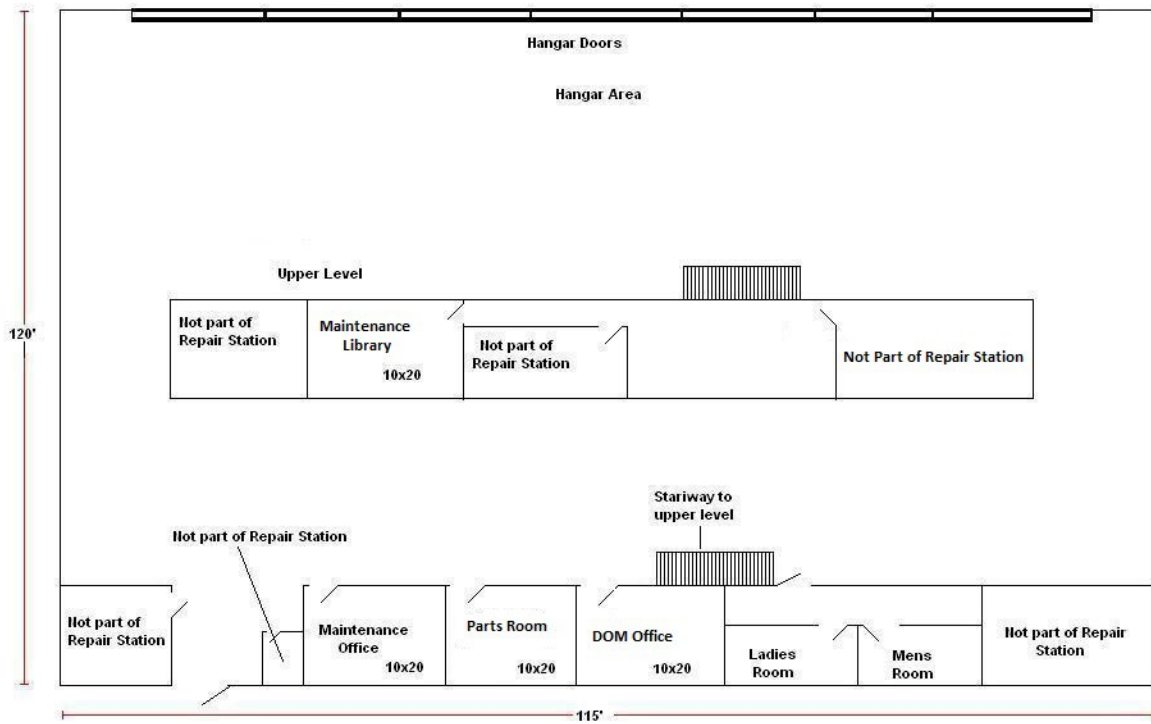 Hangar Doors
Hangar Area
Upper Level
Not part of
Repair Station
Maintenance
Library
10x20
Not part of
Repair Station
Not Part of Repair Station
120'
Stariway to
upper level
Not part of Repair Station
Not part of
Repair Station
Maintenance
Office
10x20
Parts Room
10x20
DOM Office
10x20
Ladies
Room
Mens
Room
Not part of Repair
Station
115'